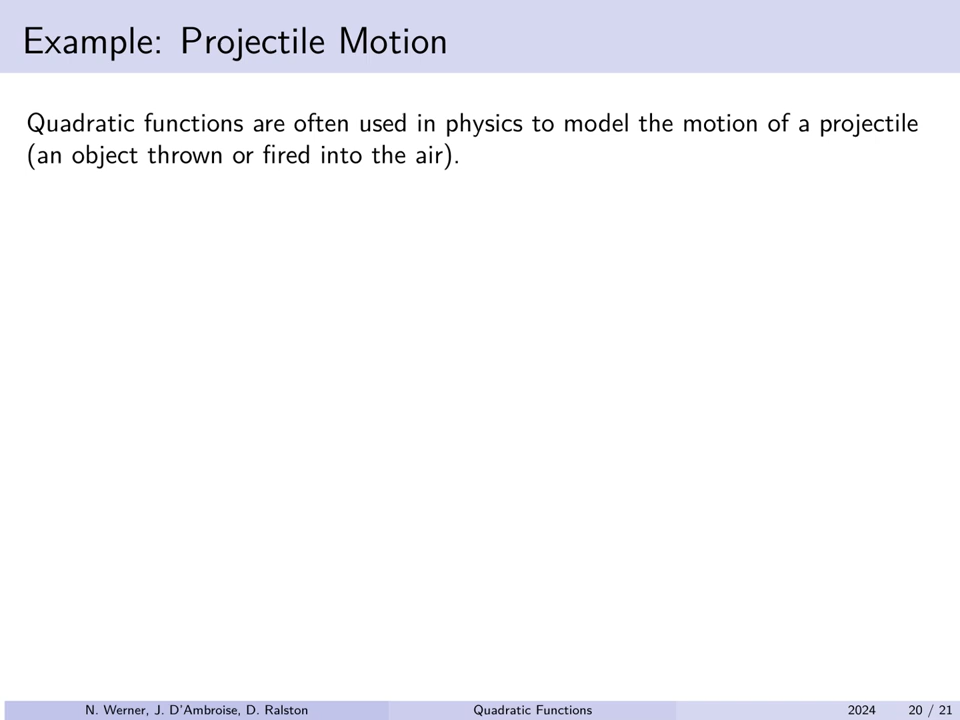 Example: Projectile Motion
Quadratic functions are often used in physics to model the motion of a projectile
(an object thrown or fired into the air).
N. Werner, J. D'Ambroise, D. Ralston
Quadratic Functions
2024
20 / 21